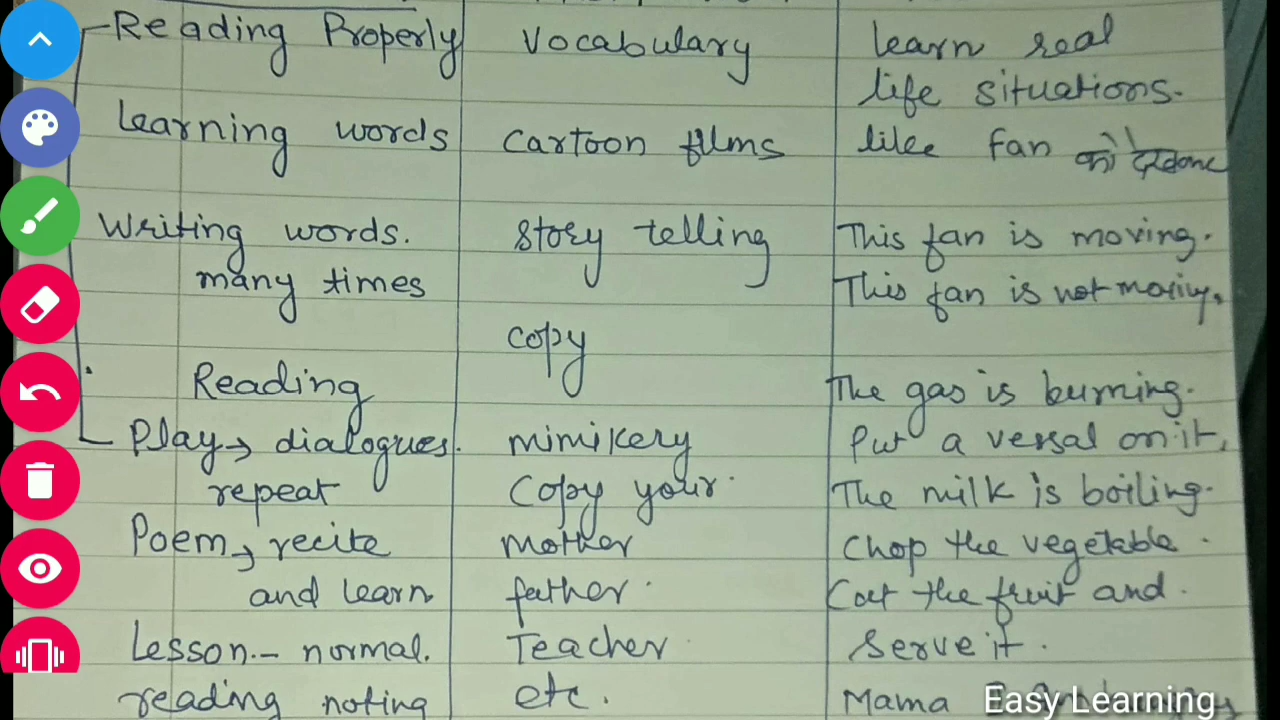 Reading Properly
Learning words
Writing words.
many times
Reading
Play → dialogues.
repeat
Poem → recite
and learn
Lesson.- normal.
reading noting
Vocabulary
Cartoon films
Story telling
Copy
mimikery
Copy your
mother
father.
Teacher
etc.
learn real
life situations.
like fan को देखकर
This fan is moving.
This fan is not moving.
The gas is burning.
Put a vessal on it,
The milk is boiling.
Chop the vegetable.
Cut the fruit and.
serve it.
Mama
Easy Learning